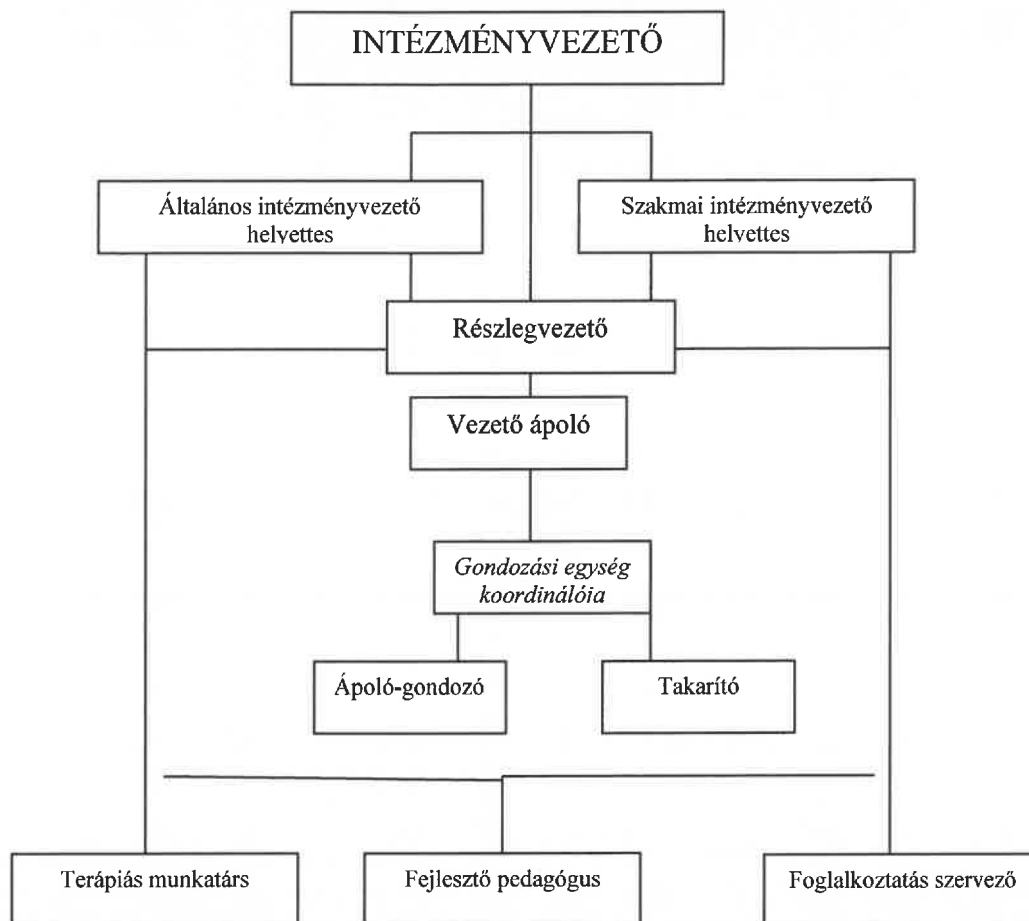 INTÉZMÉNYVEZETŐ
Általános intézményvezető
helyettes
Szakmai intézményvezető
helyettes
Részlegvezető
Vezető ápoló
Gondozási egység
koordinálója
Ápoló-gondozó
Takarító
Terápiás munkatárs
Fejlesztő pedagógus
Foglalkoztatás szervező